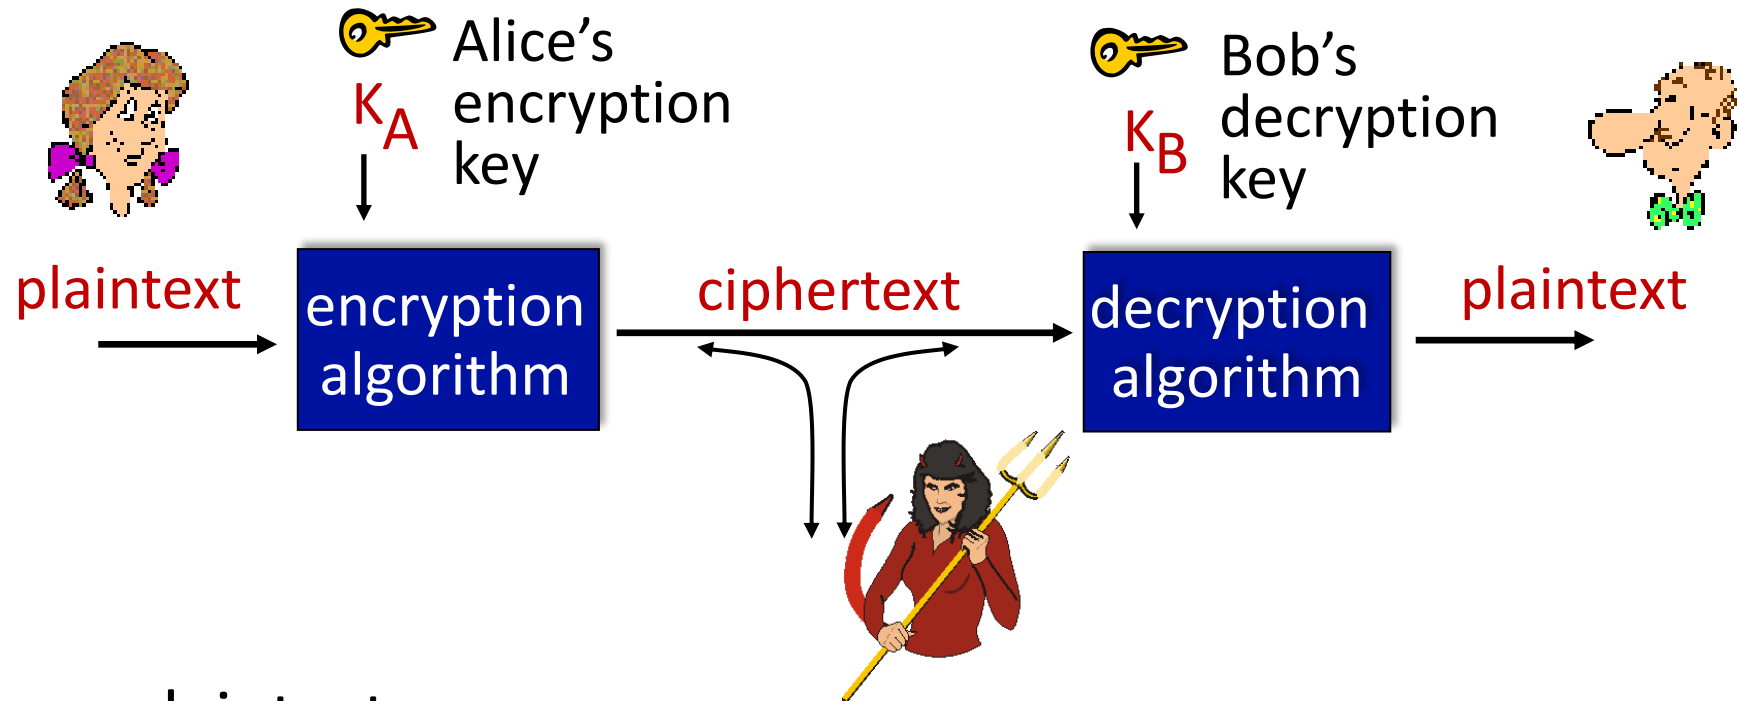 Alice's
encryption
key
K_A
Bob's
decryption
key
K_B
plaintext
encryption
algorithm
ciphertext
decryption
algorithm
plaintext